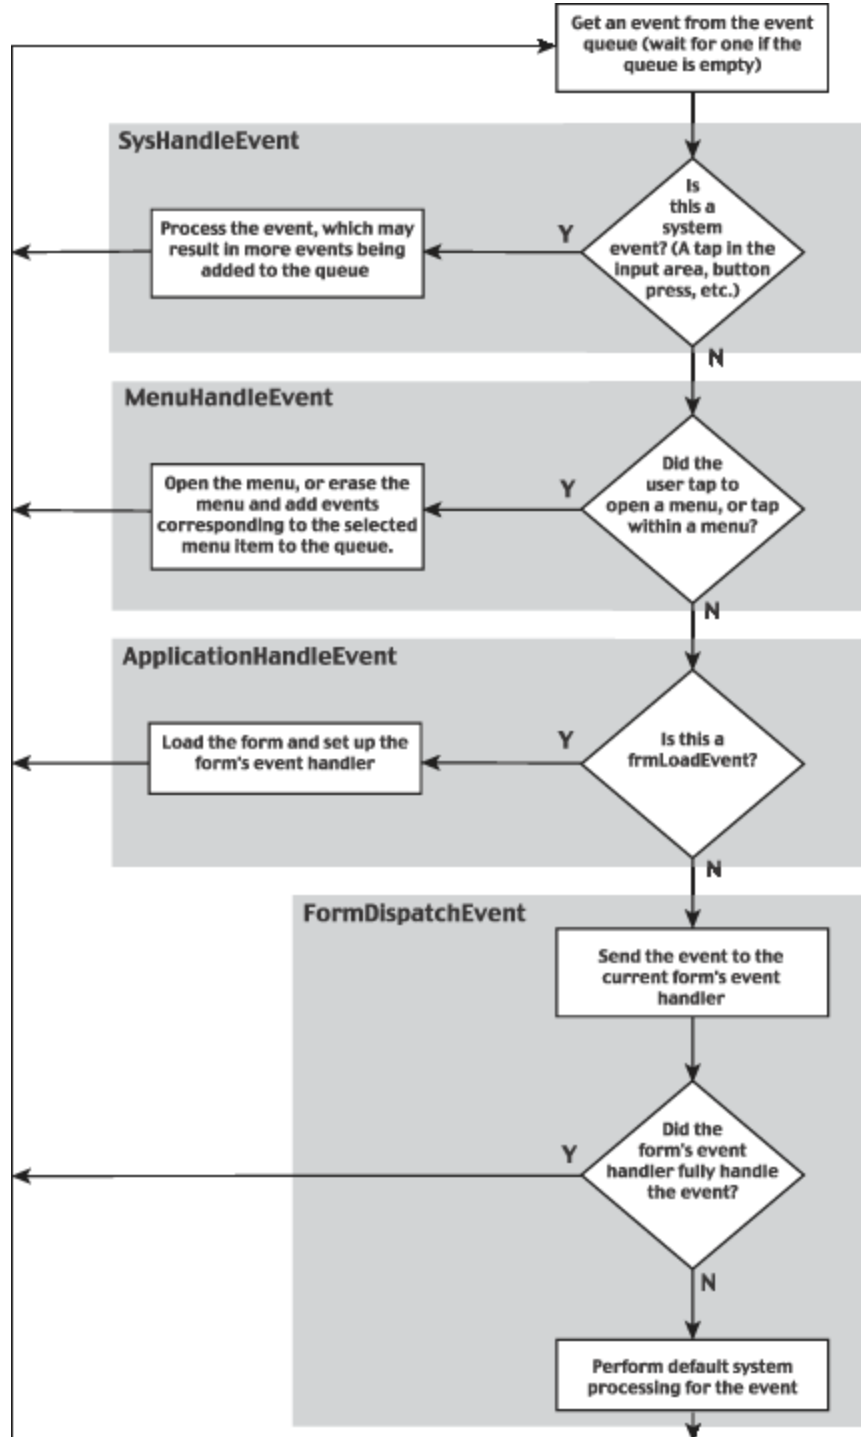 Get an event from the event
queue (wait for one if the
queue is empty)
SysHandleEvent
Is
this a
system
event? (A tap in the
input area, button
press, etc.)
Y
Process the event, which may
result in more events being
added to the queue
N
MenuHandleEvent
Did the
user tap to
open a menu, or tap
within a menu?
Y
Open the menu, or erase the
menu and add events
corresponding to the selected
menu item to the queue.
N
ApplicationHandleEvent
Is this a
frmLoadEvent?
Y
Load the form and set up the
form's event handler
N
FormDispatchEvent
Send the event to the
current form's event
handler
Did the
form's event
handler fully handle
the event?
Y
N
Perform default system
processing for the event